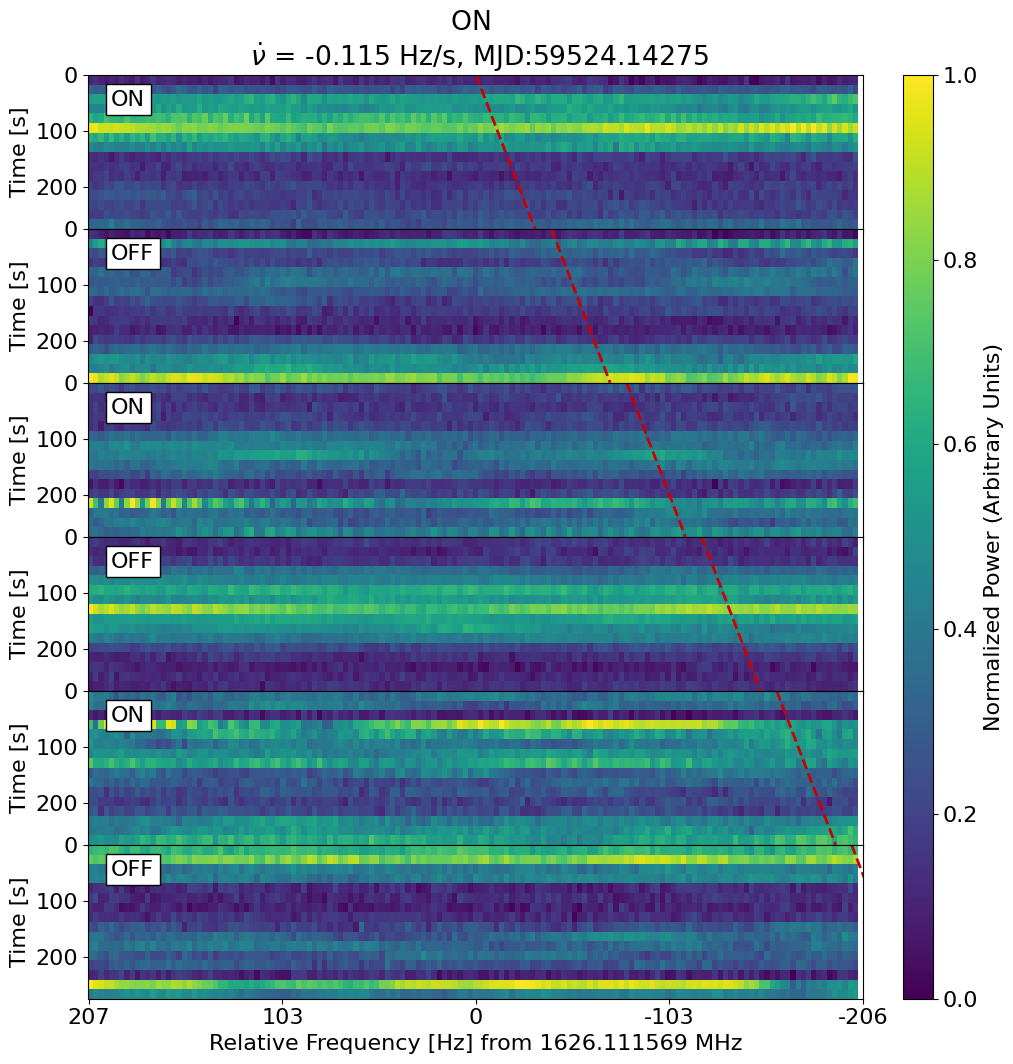 ON
ν̇ = -0.115 Hz/s, MJD:59524.14275
0
ON
100
Time [s]
200
0
OFF
100
Time [s]
200
0
ON
100
Time [s]
200
0
OFF
100
Time [s]
200
0
ON
100
Time [s]
200
0
OFF
100
Time [s]
200
207 103 0 -103 -206
Relative Frequency [Hz] from 1626.111569 MHz
1.0
0.8
0.6
0.4
0.2
0.0
Normalized Power (Arbitrary Units)